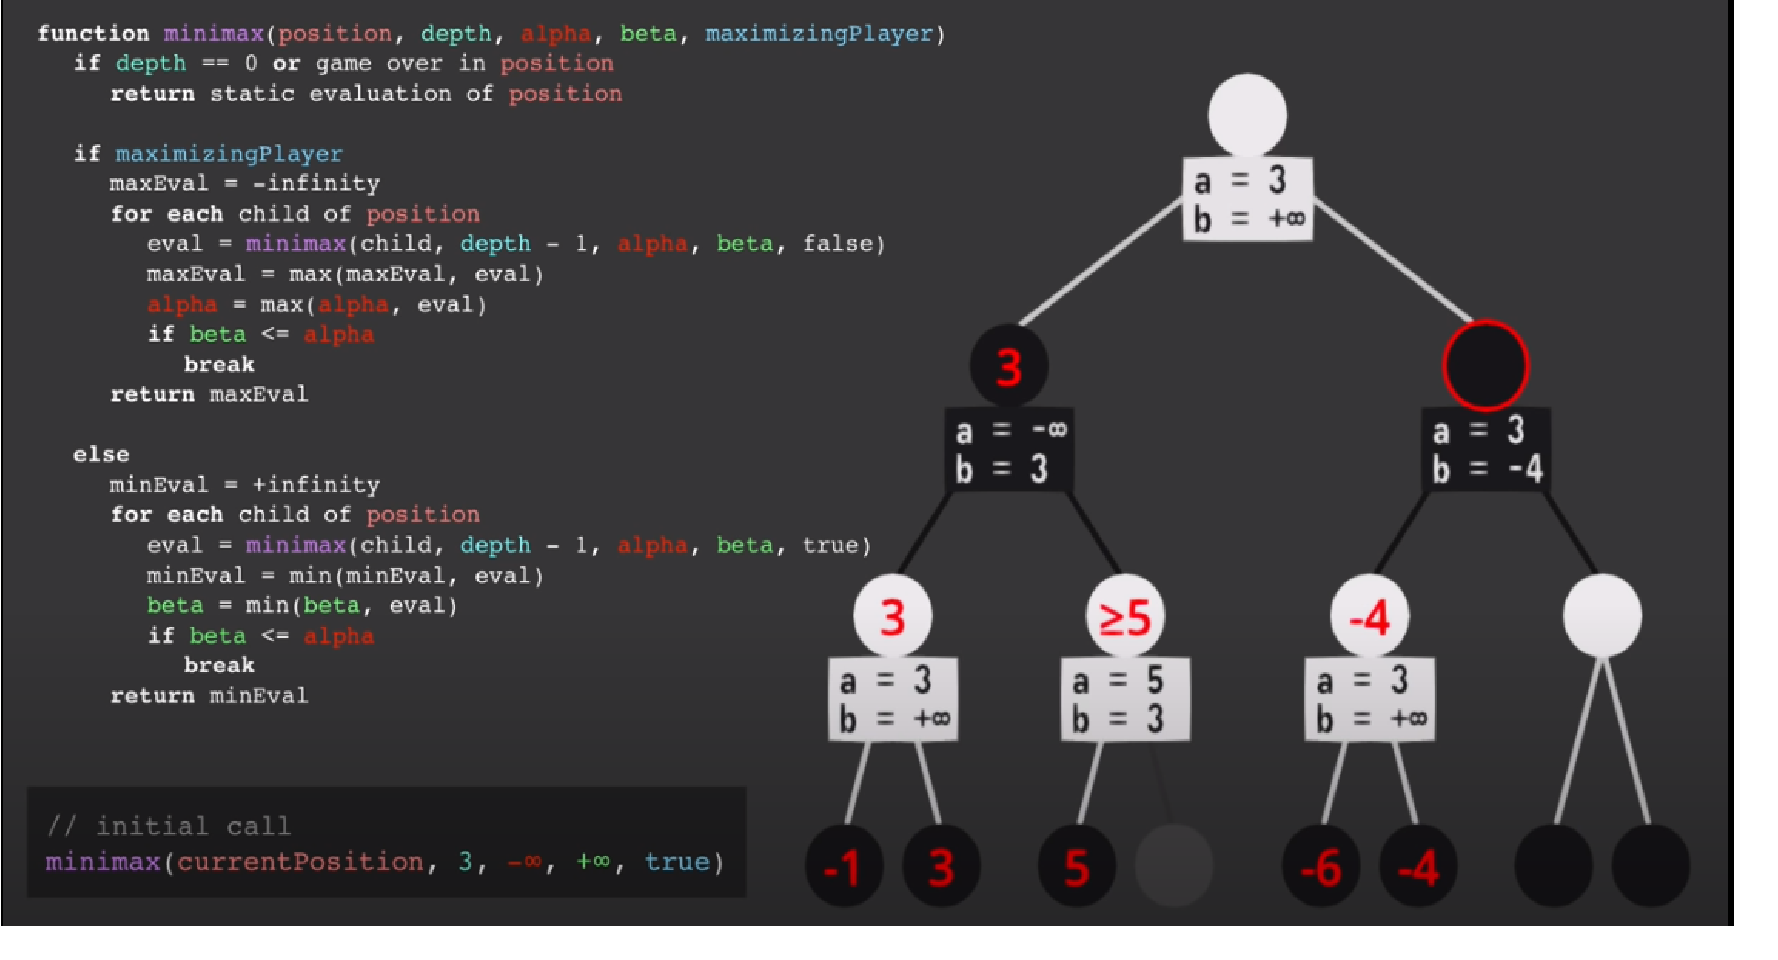 function minimax(position, depth, alpha, beta, maximizingPlayer)
if depth == 0 or game over in position
return static evaluation of position
if maximizingPlayer
maxEval = -infinity
for each child of position
eval = minimax(child, depth - 1, alpha, beta, false)
maxEval = max(maxEval, eval)
alpha = max(alpha, eval)
if beta <= alpha
break
return maxEval
else
minEval = +infinity
for each child of position
eval = minimax(child, depth - 1, alpha, beta, true)
minEval = min(minEval, eval)
beta = min(beta, eval)
if beta <= alpha
break
return minEval
// initial call
minimax(currentPosition, 3, -∞, +∞, true)
a = 3
b = +∞
3
a = -∞
b = 3
a = 3
b = -4
3
a = 3
b = +∞
≥5
a = 5
b = 3
-4
a = 3
b = +∞
-1
3
5
-6
-4